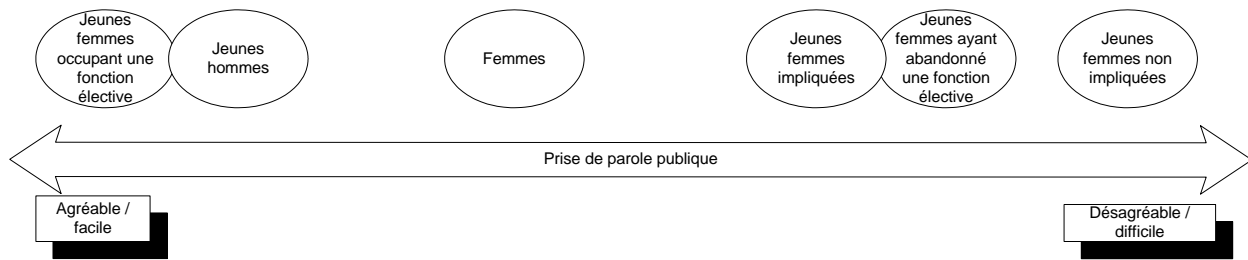 Jeunes
femmes
occupant une
fonction
élective
Jeunes
hommes
Femmes
Jeunes
femmes
impliquées
Jeunes
femmes ayant
abandonné
une fonction
élective
Jeunes
femmes non
impliquées
Prise de parole publique
Agréable /
facile
Désagréable /
difficile